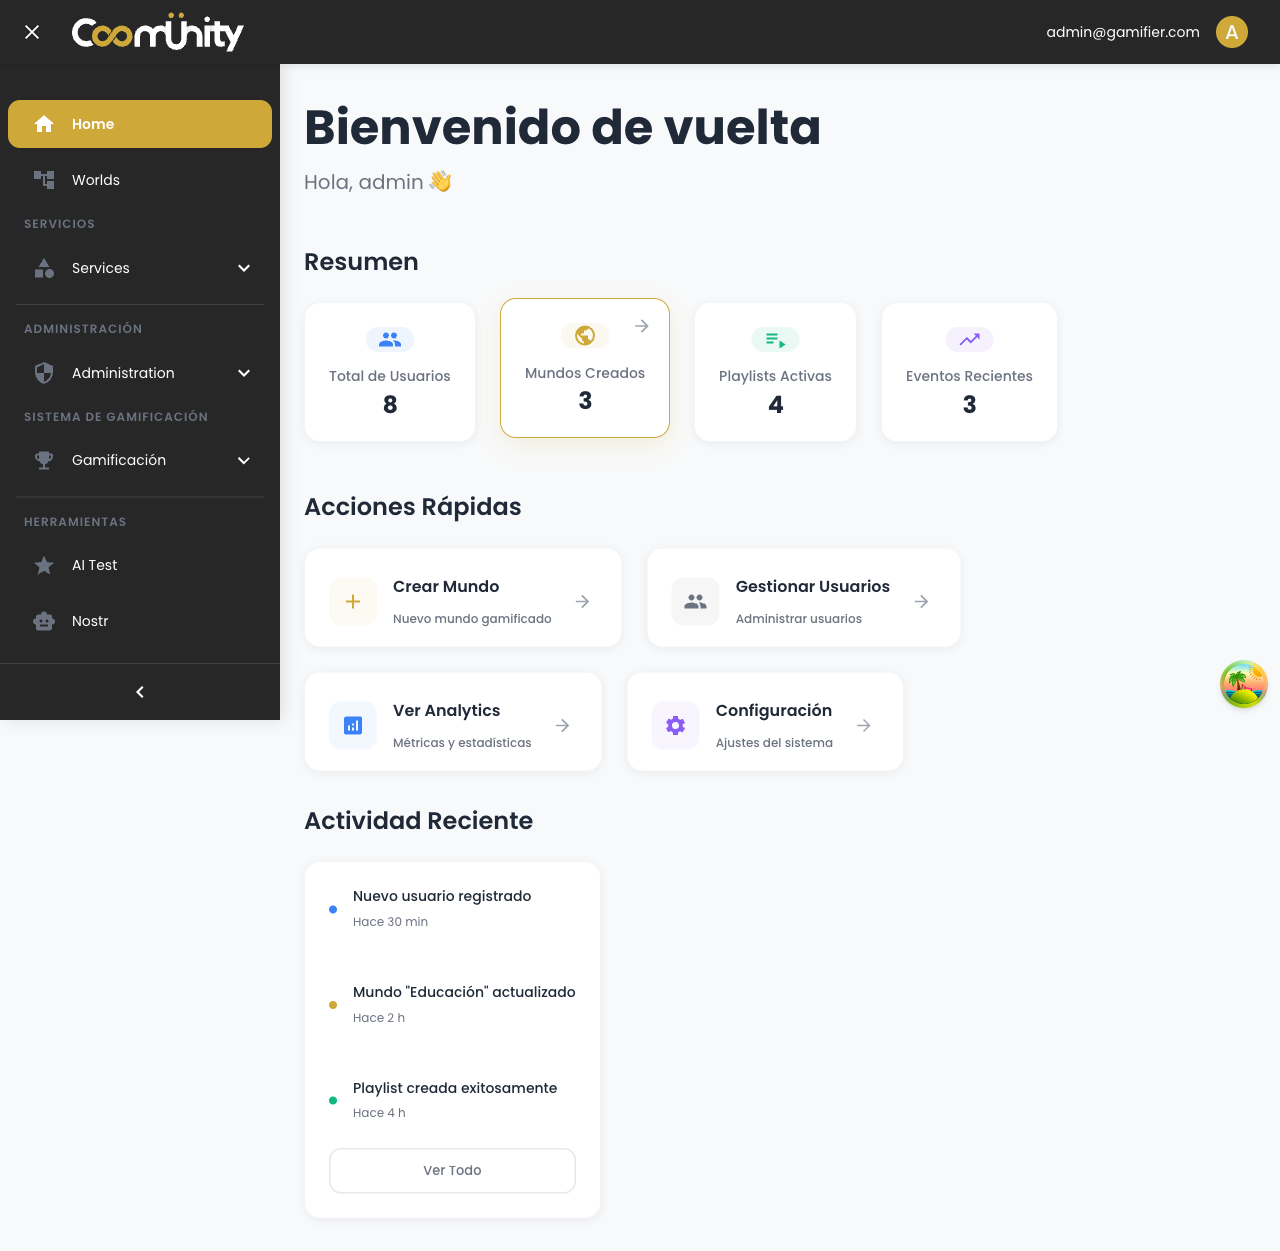 CoomÜnity
admin@gamifier.com
A
Home
Worlds
SERVICIOS
Services
ADMINISTRACIÓN
Administration
SISTEMA DE GAMIFICACIÓN
Gamificación
HERRAMIENTAS
AI Test
Nostr
Bienvenido de vuelta
Hola, admin 👋
Resumen
Total de Usuarios
8
Mundos Creados
3
Playlists Activas
4
Eventos Recientes
3
Acciones Rápidas
Crear Mundo
Nuevo mundo gamificado
Gestionar Usuarios
Administrar usuarios
Ver Analytics
Métricas y estadísticas
Configuración
Ajustes del sistema
Actividad Reciente
Nuevo usuario registrado
Hace 30 min
Mundo "Educación" actualizado
Hace 2 h
Playlist creada exitosamente
Hace 4 h
Ver Todo